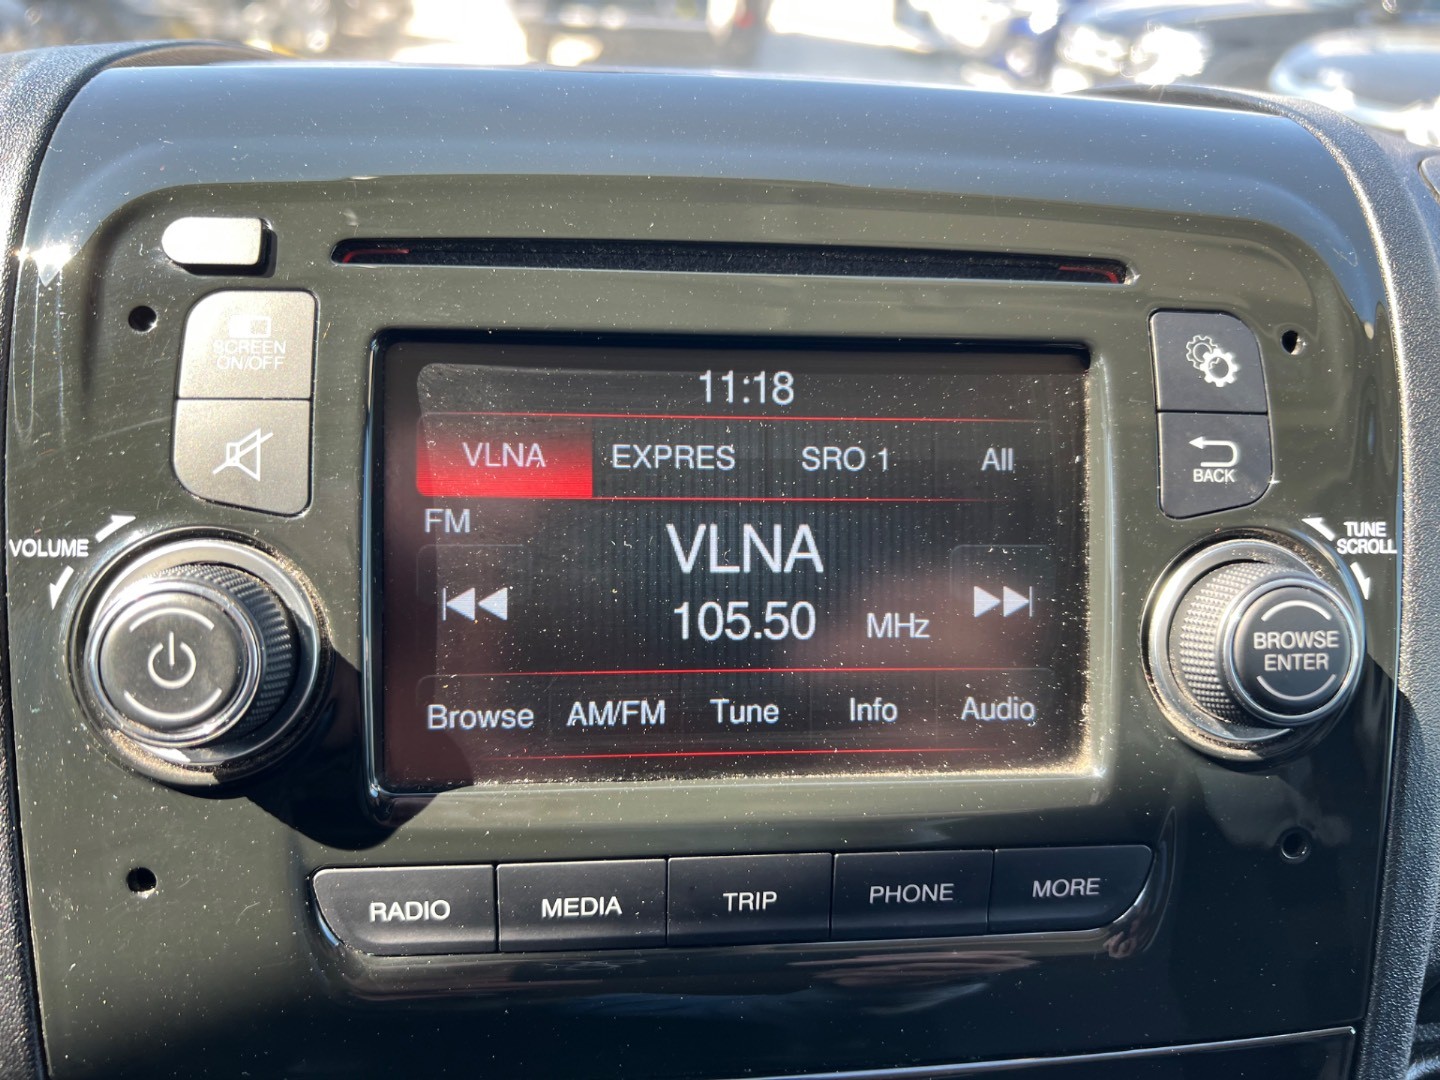 SCREEN
ON/OFF
11:18
VLNA EXPRES SRO 1 All
FM
VLNA
105.50 MHz
Browse AM/FM Tune Info Audio
BACK
VOLUME
TUNE
SCROLL
BROWSE
ENTER
RADIO MEDIA TRIP PHONE MORE